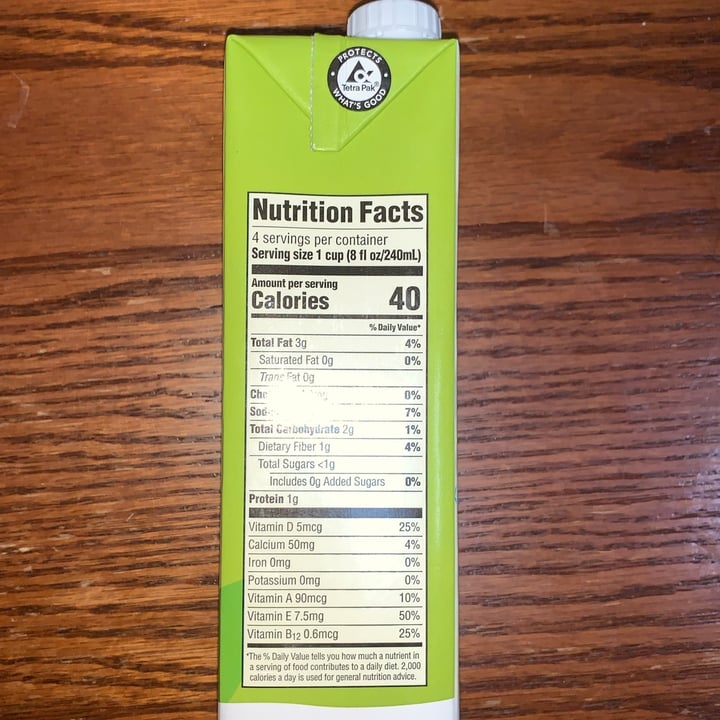 PROTECTS
Tetra Pak®
WHAT'S GOOD
Nutrition Facts
4 servings per container
Serving size 1 cup (8 fl oz/240mL)
Amount per serving
Calories 40
% Daily Value*
Total Fat 3g 4%
Saturated Fat 0g 0%
Trans Fat 0g
0%
7%
Total Carbohydrate 2g 1%
Dietary Fiber 1g 4%
Total Sugars <1g
Includes 0g Added Sugars 0%
Protein 1g
Vitamin D 5mcg 25%
Calcium 50mg 4%
Iron 0mg 0%
Potassium 0mg 0%
Vitamin A 90mcg 10%
Vitamin E 7.5mg 50%
Vitamin B12 0.6mcg 25%
*The % Daily Value tells you how much a nutrient in
a serving of food contributes to a daily diet. 2,000
calories a day is used for general nutrition advice.